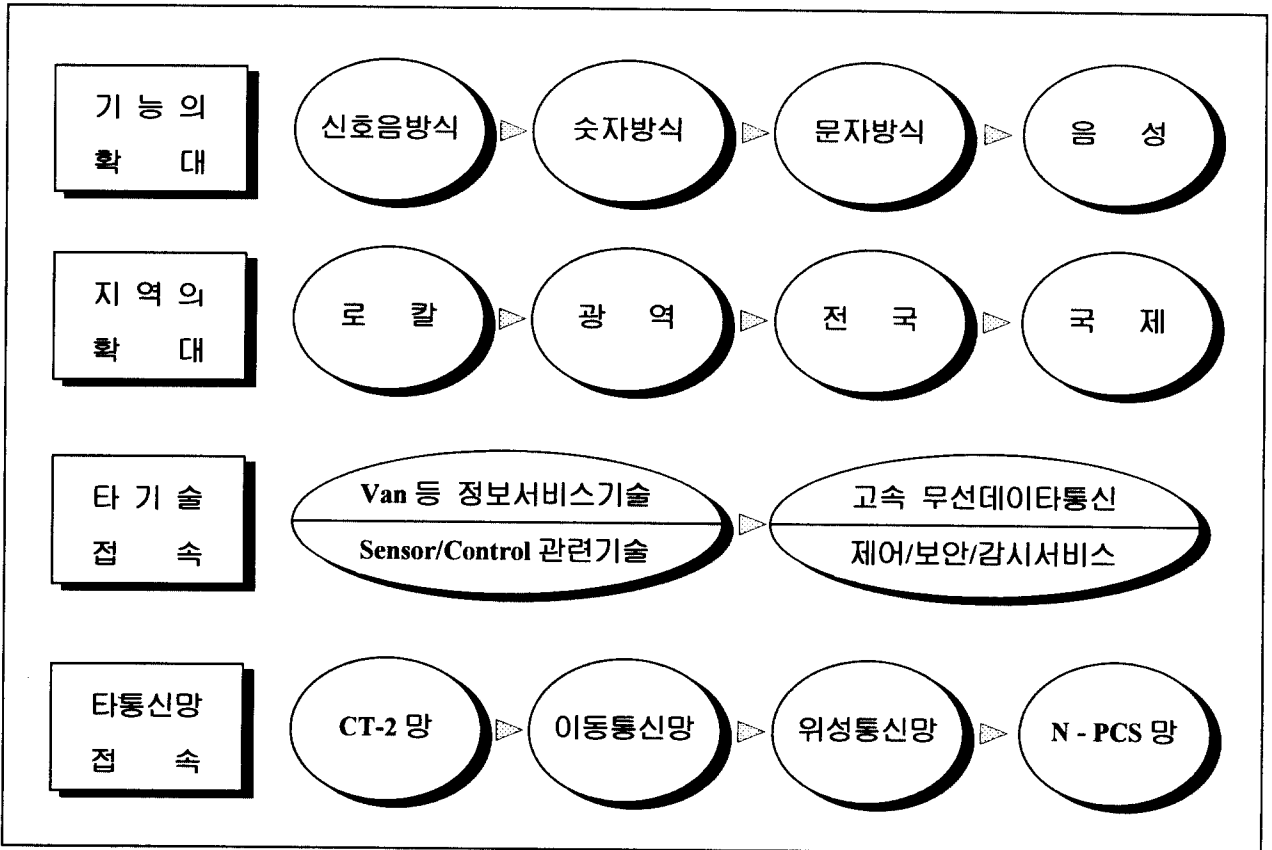 기 능 의
확 대
신호음방식
숫자방식
문자방식
음 성
지 역 의
확 대
로 칼
광 역
전 국
국 제
타 기 술
접 속
Van 등 정보서비스기술
Sensor/Control 관련기술
고속 무선데이타통신
제어/보안/감시서비스
타통신망
접 속
CT-2 망
이동통신망
위성통신망
N - PCS 망